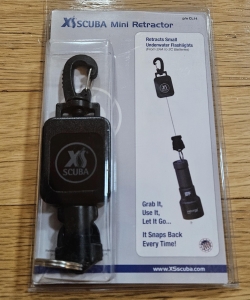 XS SCUBA Mini Retractor
Retracts Small
Underwater Flashlights
XS
SCUBA
Grab It,
Use It,
Let It Go...
It Snaps Back
Every Time!
www.XSscuba.com